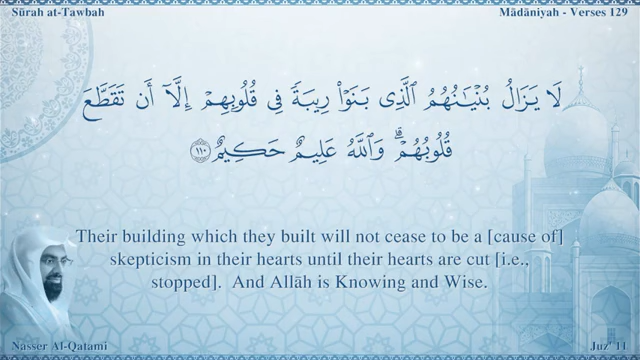 Sūrah at-Tawbah
Mādāniyah - Verses 129
لَا يَزَالُ بُنْيَـٰنُهُمُ ٱلَّذِى بَنَوْا۟ رِيبَةً فِى قُلُوبِهِمْ إِلَّآ أَن تَقَطَّعَ
قُلُوبُهُمْ ۗ وَٱللَّهُ عَلِيمٌ حَكِيمٌ ١١٠
Their building which they built will not cease to be a [cause of]
skepticism in their hearts until their hearts are cut [i.e.,
stopped].  And Allāh is Knowing and Wise.
Nasser Al-Qatami
Juz' 11